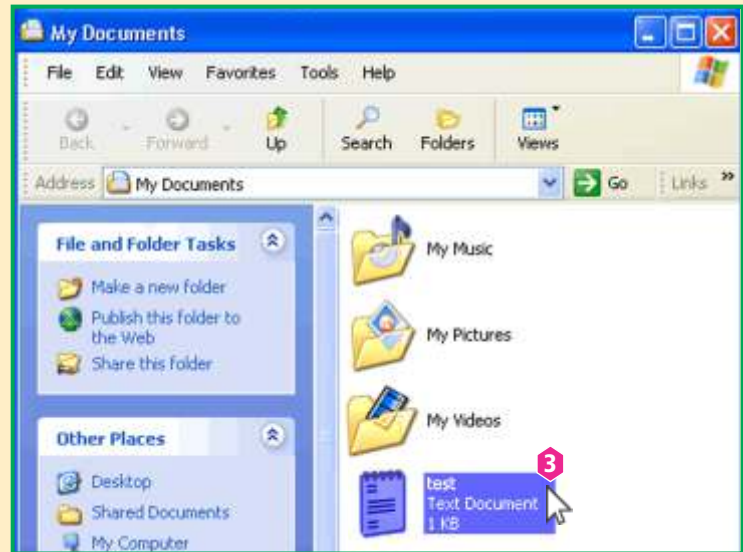 My Documents
File Edit View Favorites Tools Help
Back Forward Up Search Folders Views
Address My Documents Go Links »
File and Folder Tasks
Make a new folder
Publish this folder to
the Web
Share this folder
Other Places
Desktop
Shared Documents
My Computer
My Music
My Pictures
My Videos
3
test
Text Document
1 KB